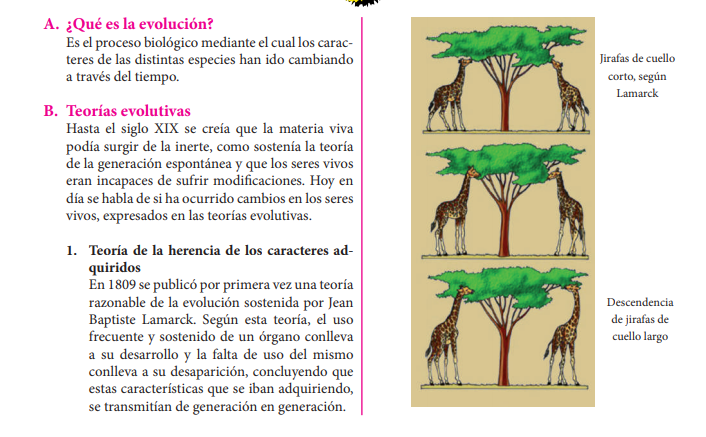 A. ¿Qué es la evolución?
Es el proceso biológico mediante el cual los carac-
teres de las distintas especies han ido cambiando
a través del tiempo.
B. Teorías evolutivas
Hasta el siglo XIX se creía que la materia viva
podía surgir de la inerte, como sostenía la teoría
de la generación espontánea y que los seres vivos
eran incapaces de sufrir modificaciones. Hoy en
día se habla de si ha ocurrido cambios en los seres
vivos, expresados en las teorías evolutivas.
1. Teoría de la herencia de los caracteres ad-
quiridos
En 1809 se publicó por primera vez una teoría
razonable de la evolución sostenida por Jean
Baptiste Lamarck. Según esta teoría, el uso
frecuente y sostenido de un órgano conlleva
a su desarrollo y la falta de uso del mismo
conlleva a su desaparición, concluyendo que
estas características que se iban adquiriendo,
se transmitían de generación en generación.
Jirafas de cuello
corto, según
Lamarck
Descendencia
de jirafas de
cuello largo